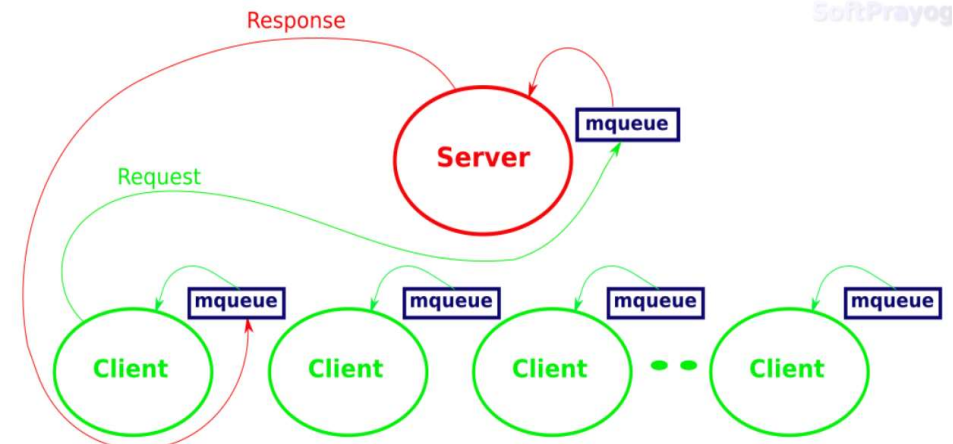 SoftPrayog
Response
mqueue
Server
Request
mqueue
mqueue
mqueue
mqueue
Client
Client
Client
Client